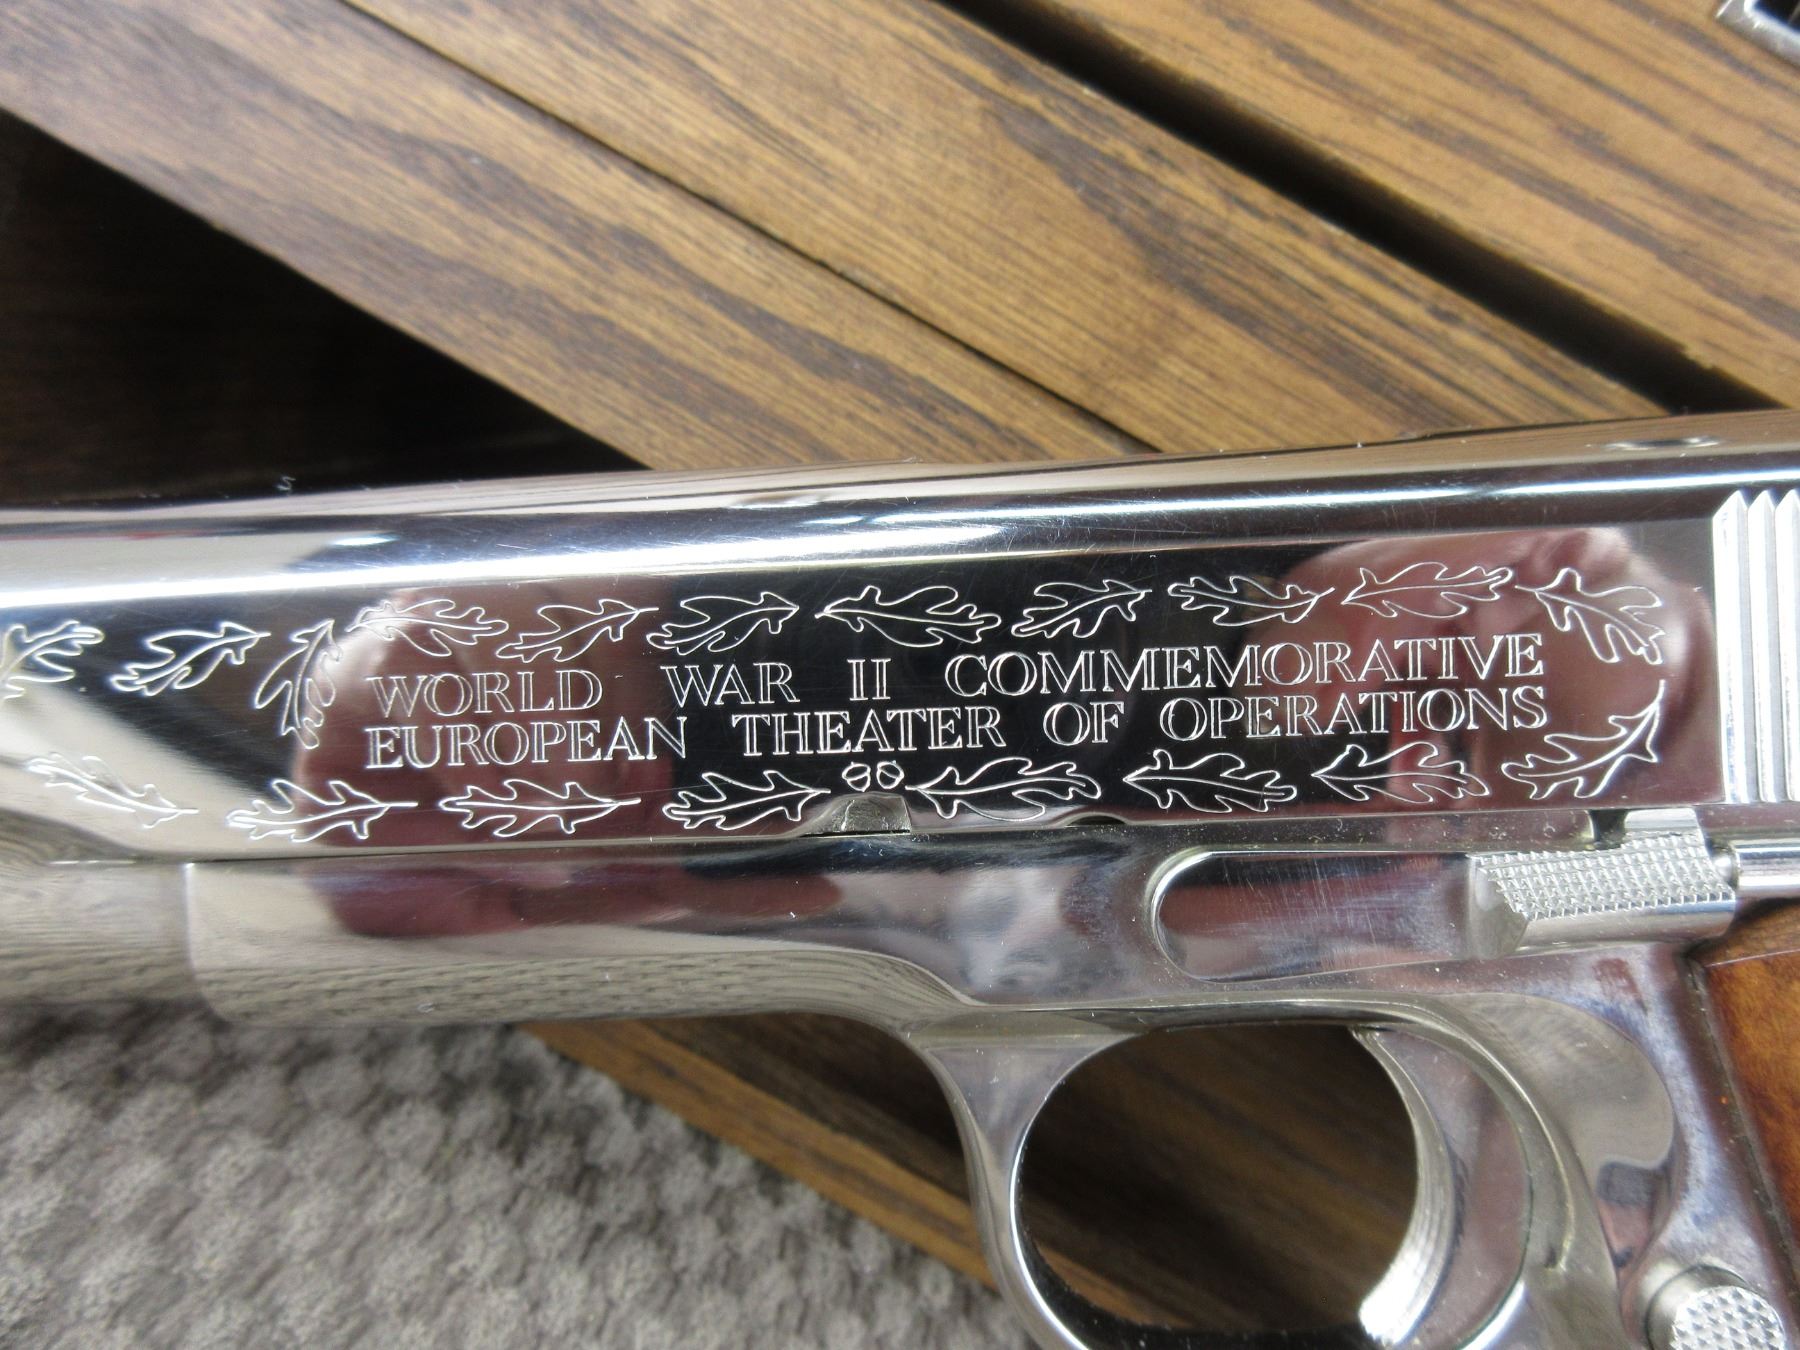 WORLD WAR II COMMEMORATIVE
EUROPEAN THEATER OF OPERATIONS